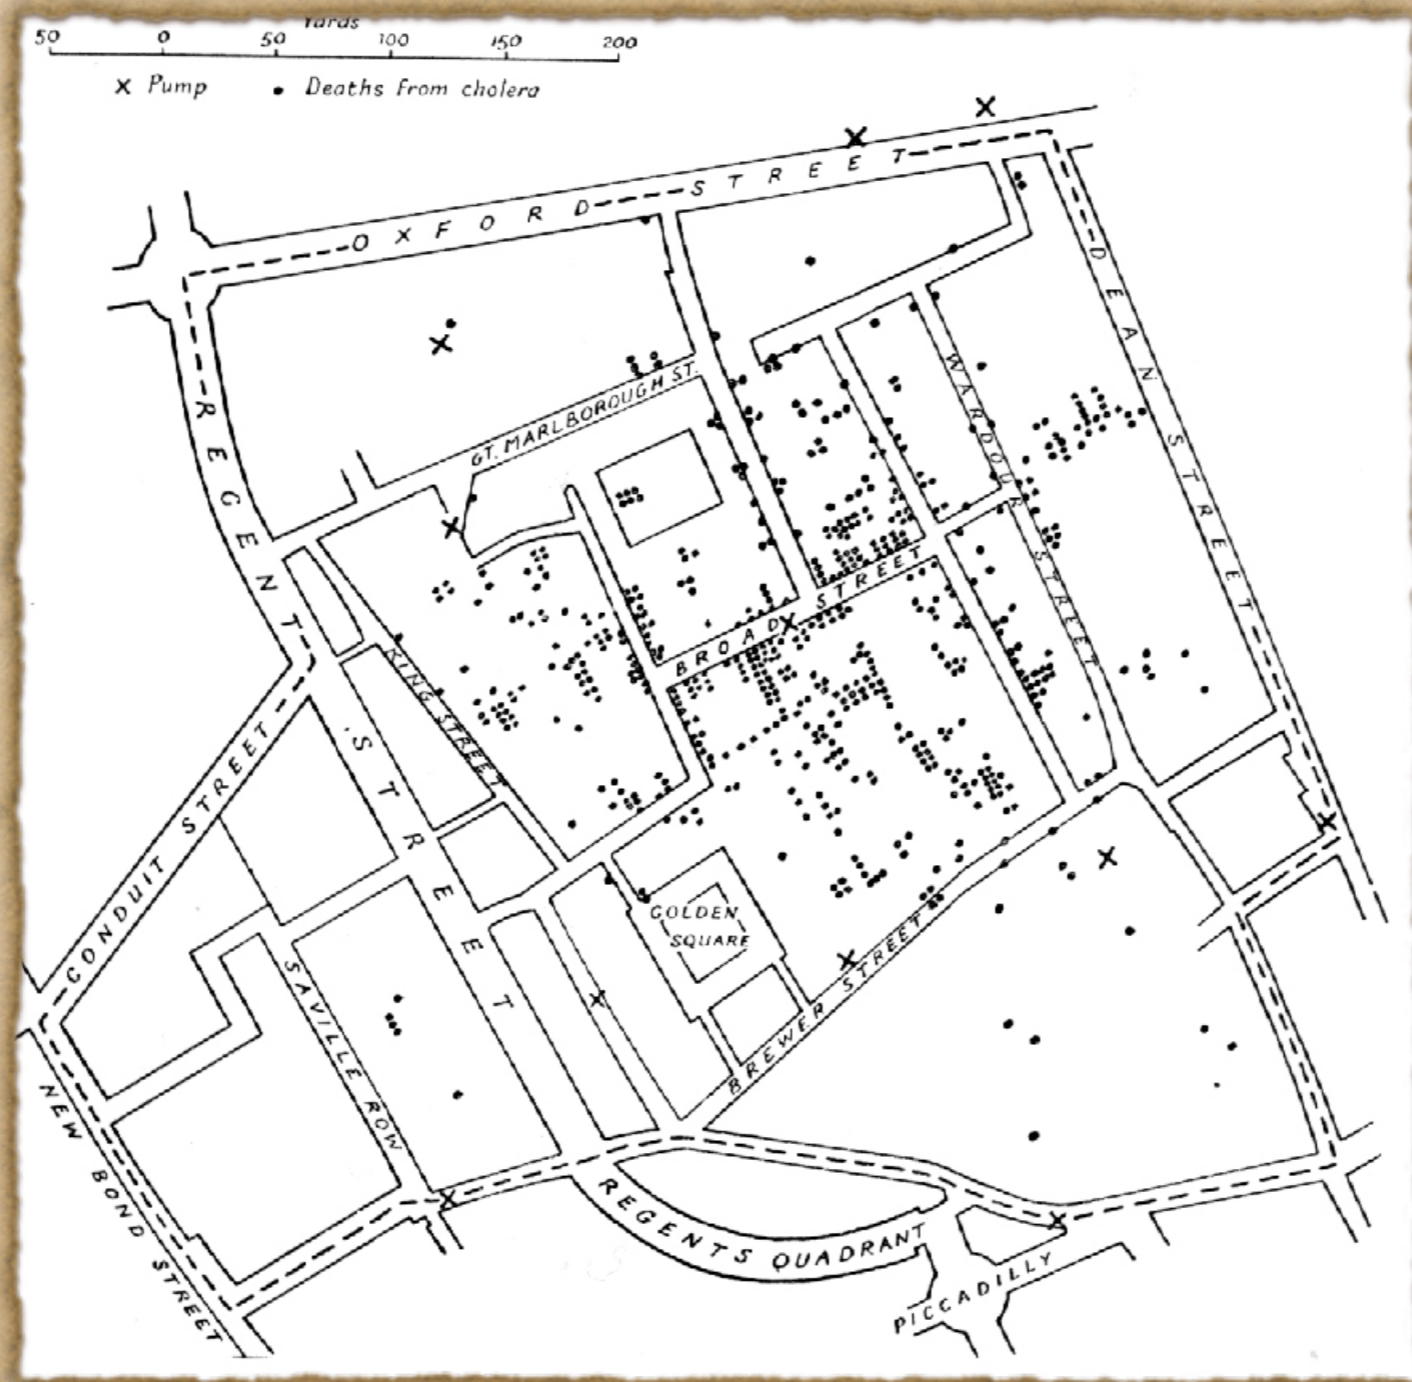 Yards
50 0 50 100 150 200
x Pump • Deaths from cholera
OXFORD STREET
DEAN STREET
REGENT STREET
GT. MARLBOROUGH ST.
WARDOUR STREET
BROAD STREET
KING STREET
CONDUIT STREET
GOLDEN
SQUARE
SAVILLE ROW
BREWER STREET
NEW BOND STREET
REGENTS QUADRANT
PICCADILLY